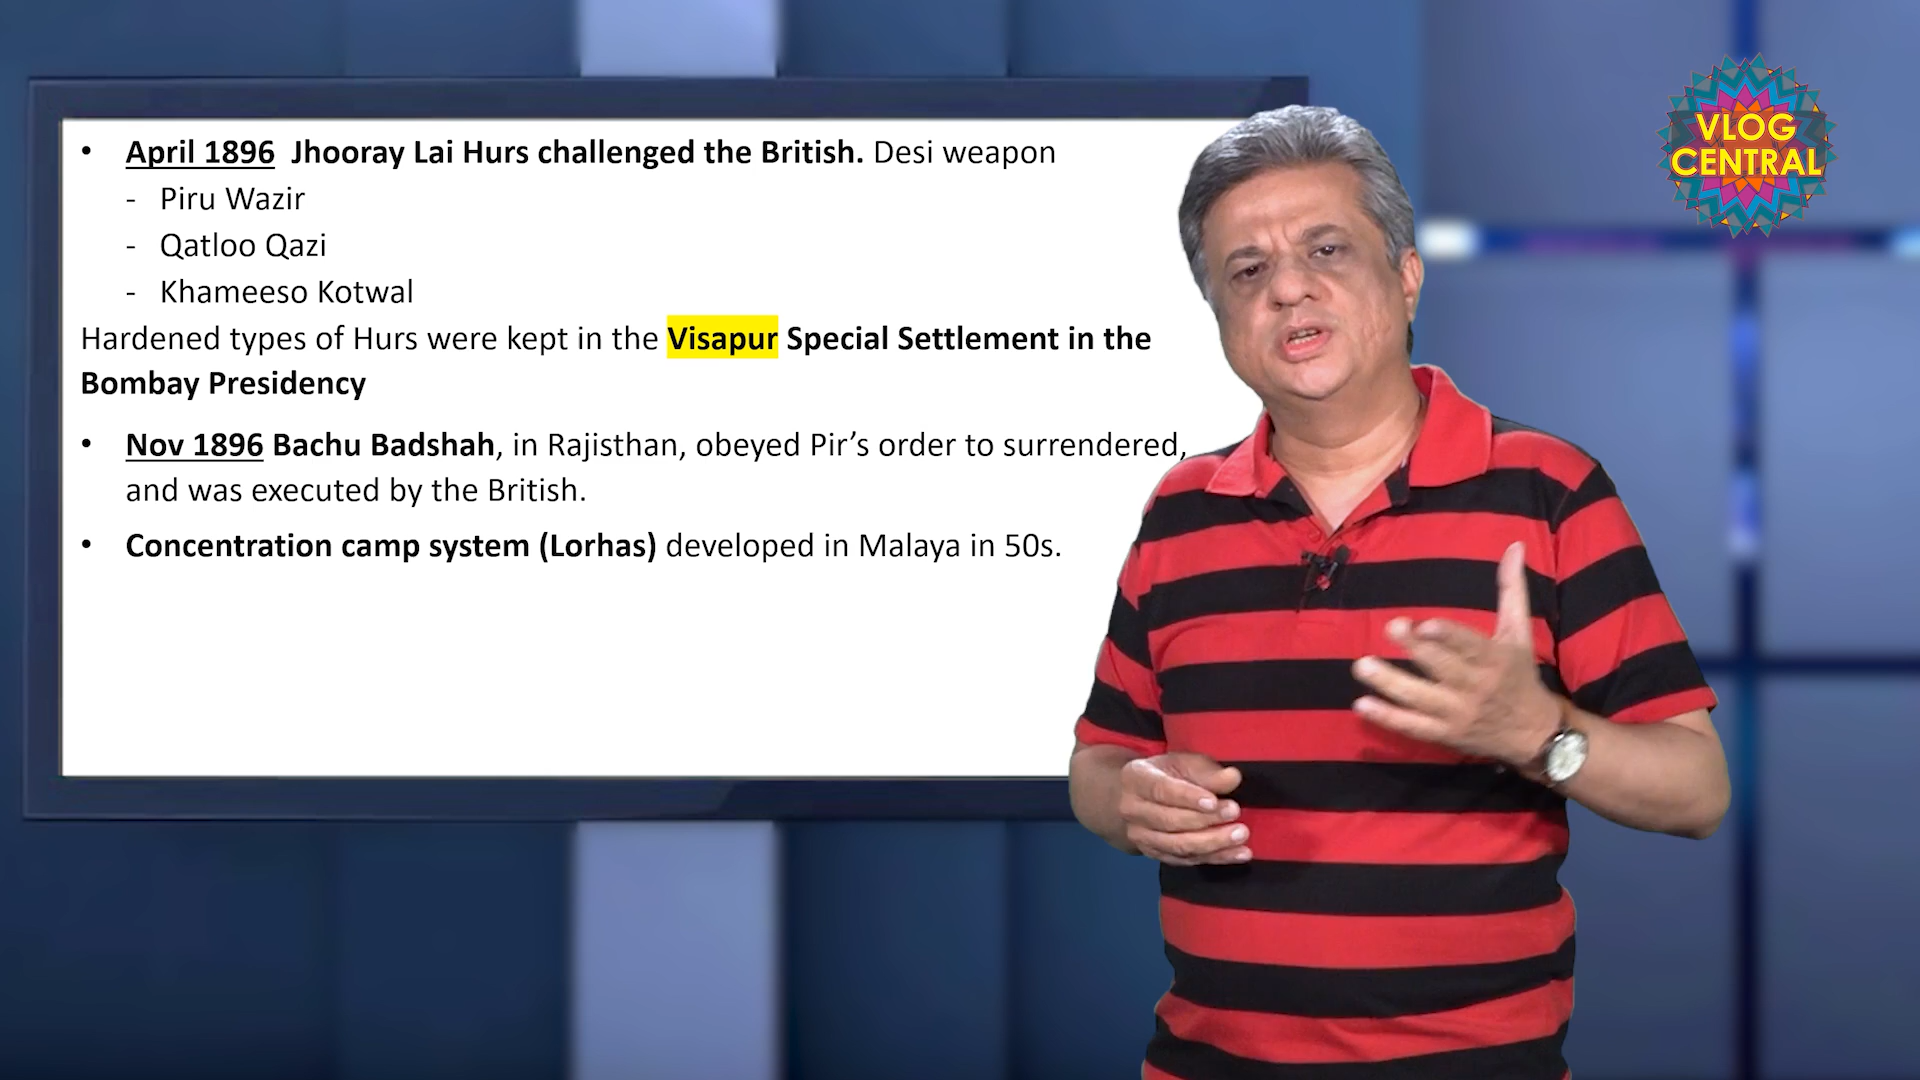 • April 1896 Jhooray Lai Hurs challenged the British. Desi weapon
- Piru Wazir
- Qatloo Qazi
- Khameeso Kotwal
Hardened types of Hurs were kept in the Visapur Special Settlement in the
Bombay Presidency
• Nov 1896 Bachu Badshah, in Rajisthan, obeyed Pir’s order to surrendered,
and was executed by the British.
• Concentration camp system (Lorhas) developed in Malaya in 50s.
VLOG
CENTRAL